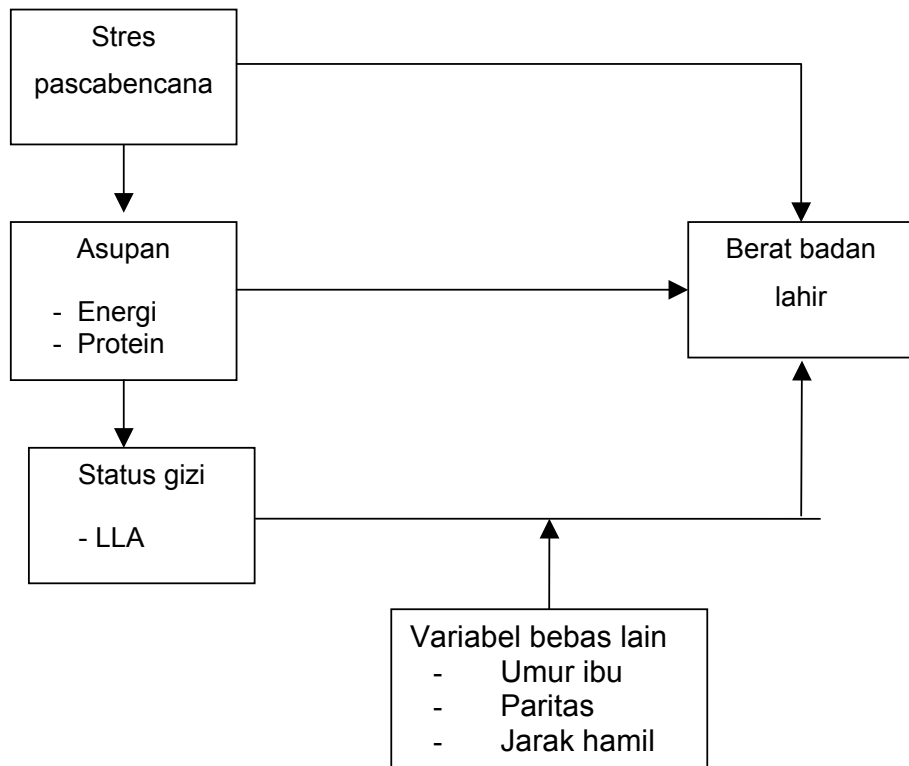 Stres
pascabencana
Asupan
- Energi
- Protein
Berat badan
lahir
Status gizi
- LLA
Variabel bebas lain
- Umur ibu
- Paritas
- Jarak hamil